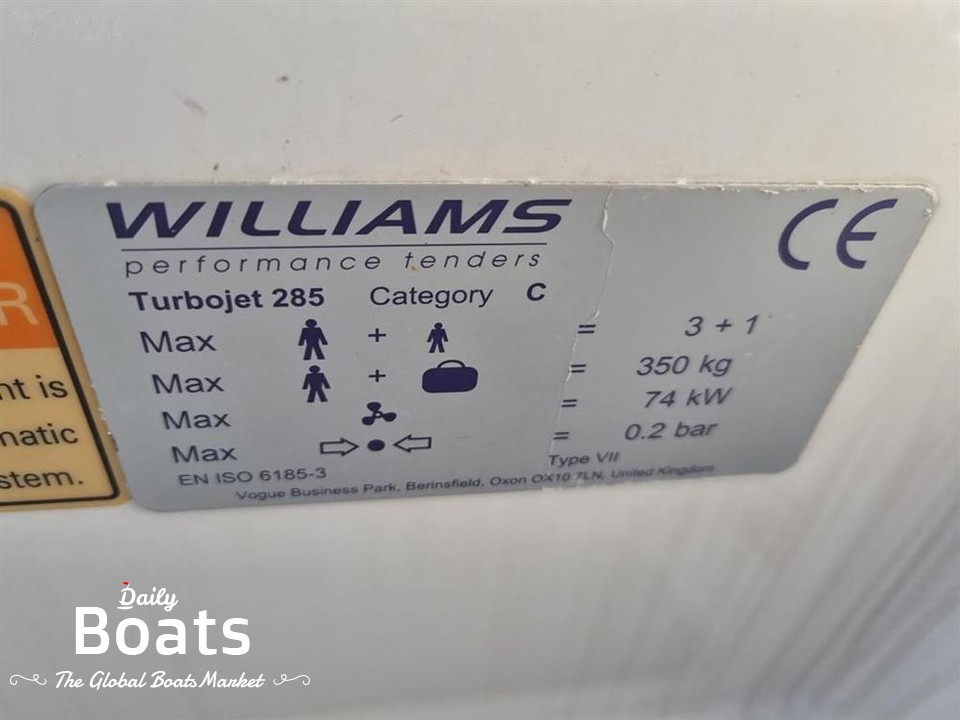 WILLIAMS
performance tenders
Turbojet 285 Category C
CE
Max + = 3 + 1
Max + = 350 kg
Max = 74 kW
Max = 0.2 bar
EN ISO 6185-3 Type VII
Vogue Business Park, Berinsfield, Oxon OX10 7LN, United Kingdom
R
nt is
matic
stem.
Daily
Boats
The Global Boats Market